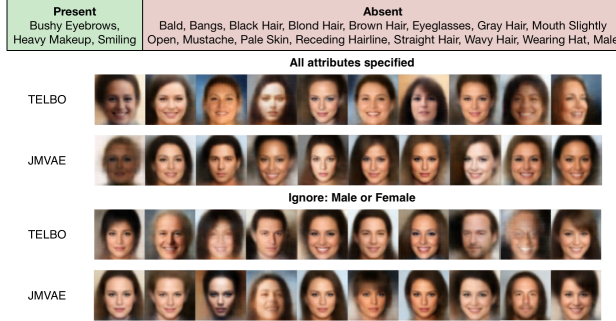 Present
Bushy Eyebrows,
Heavy Makeup, Smiling
Absent
Bald, Bangs, Black Hair, Blond Hair, Brown Hair, Eyeglasses, Gray Hair, Mouth Slightly
Open, Mustache, Pale Skin, Receding Hairline, Straight Hair, Wavy Hair, Wearing Hat, Male
All attributes specified
TELBO
JMVAE
Ignore: Male or Female
TELBO
JMVAE